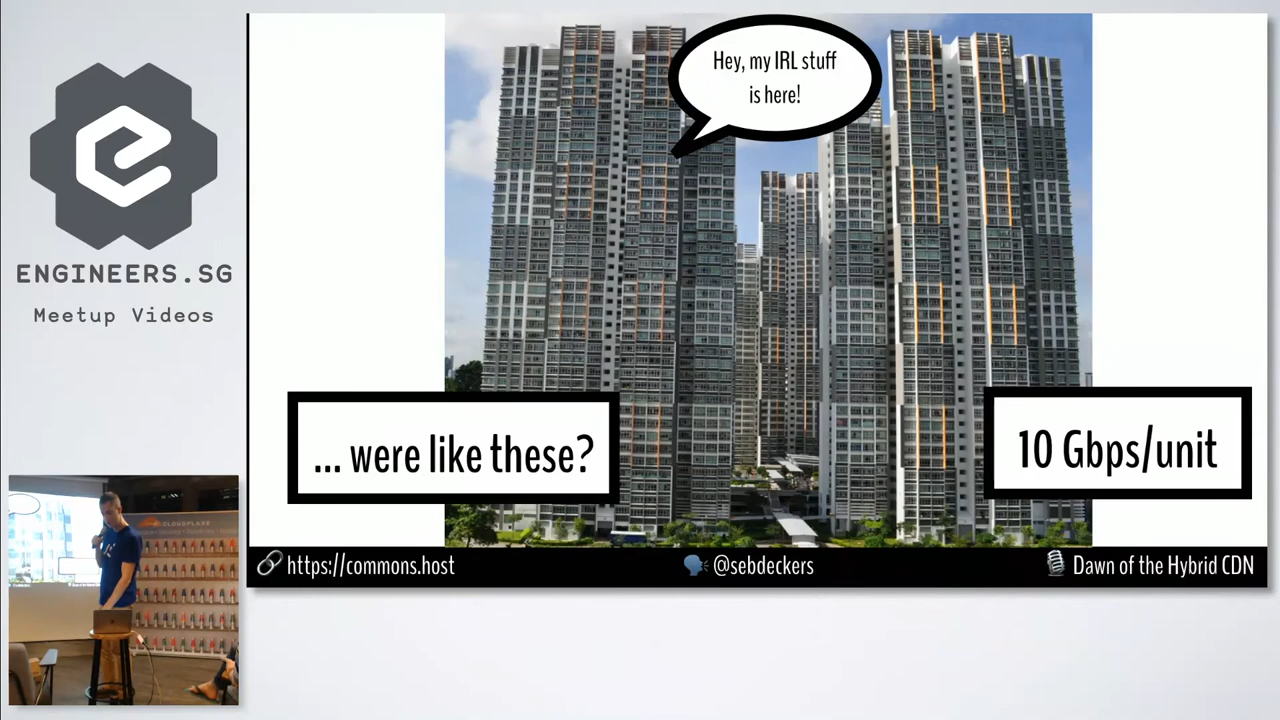 ENGINEERS.SG
Meetup Videos
Hey, my IRL stuff
is here!
... were like these?
10 Gbps/unit
https://commons.host
@sebdeckers
Dawn of the Hybrid CDN
CLOUDFLARE